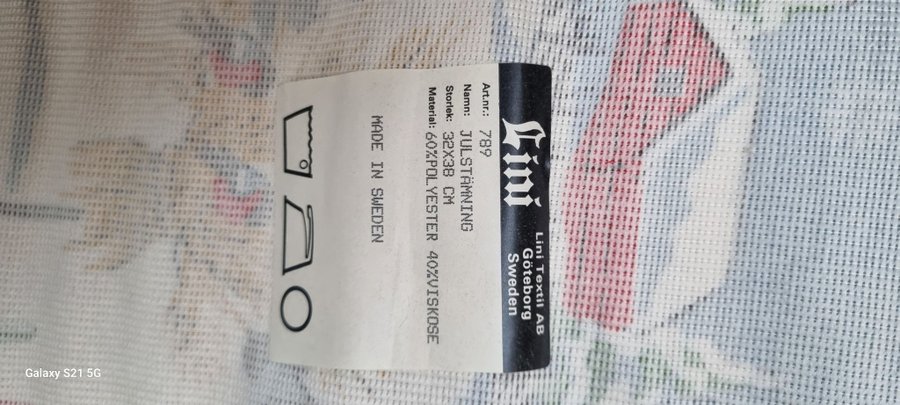 Lini
Lini Textil AB
Göteborg
Sweden
Art.nr.: 789
Namn: JULSTÄMNING
Storlek: 32X38 CM
Material: 60%POLYESTER 40%VISKOSE
MADE IN SWEDEN
Galaxy S21 5G